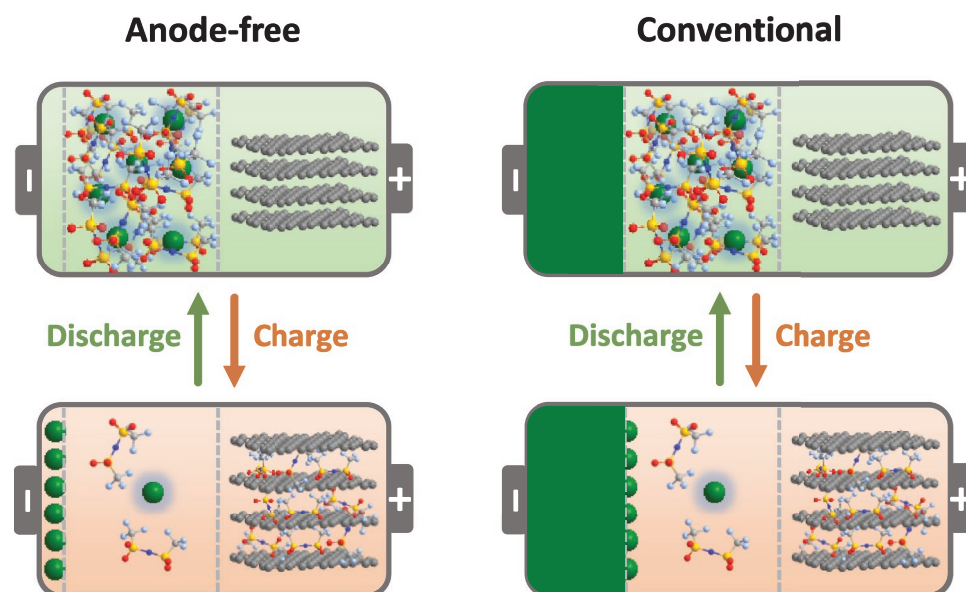 Anode-free
Conventional
-
+
-
+
Discharge
Charge
Discharge
Charge
-
+
-
+